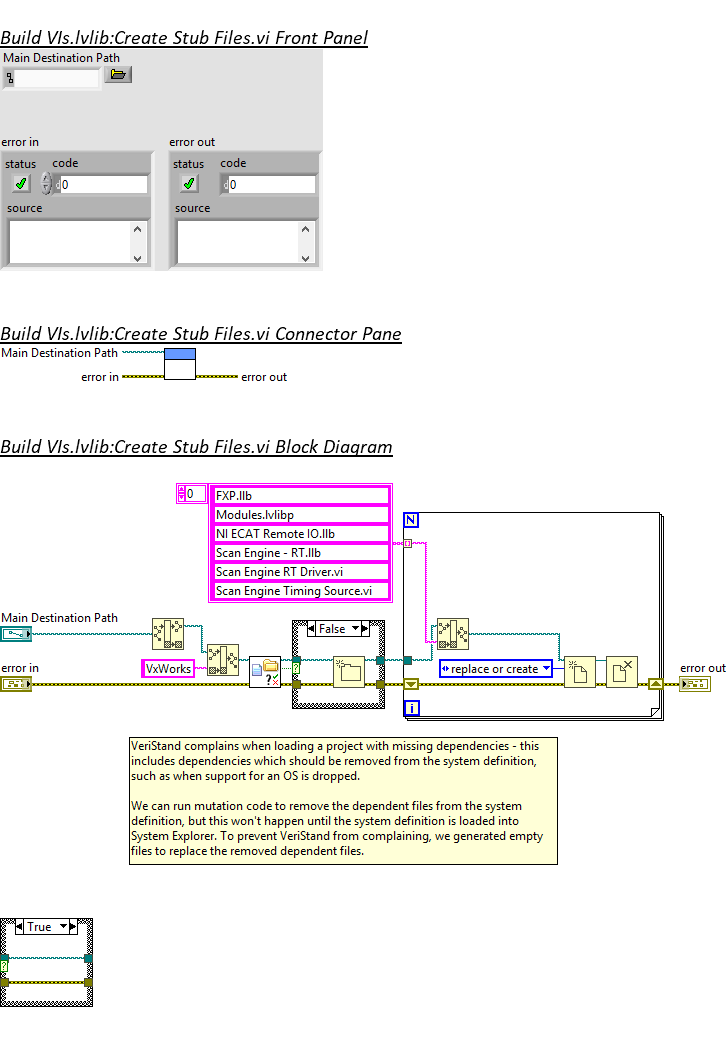 Build VIs.lvlib:Create Stub Files.vi Front Panel
Main Destination Path
error in
error out
status code
status code
0
0
source
source
Build VIs.lvlib:Create Stub Files.vi Connector Pane
Main Destination Path
error in
error out
Build VIs.lvlib:Create Stub Files.vi Block Diagram
0
FXP.llb
Modules.lvlibp
NI ECAT Remote IO.llb
Scan Engine - RT.llb
Scan Engine RT Driver.vi
Scan Engine Timing Source.vi
N
Main Destination Path
False
error in
VxWorks
replace or create
error out
i
VeriStand complains when loading a project with missing dependencies - this
includes dependencies which should be removed from the system definition,
such as when support for an OS is dropped.
We can run mutation code to remove the dependent files from the system
definition, but this won't happen until the system definition is loaded into
System Explorer. To prevent VeriStand from complaining, we generated empty
files to replace the removed dependent files.
True